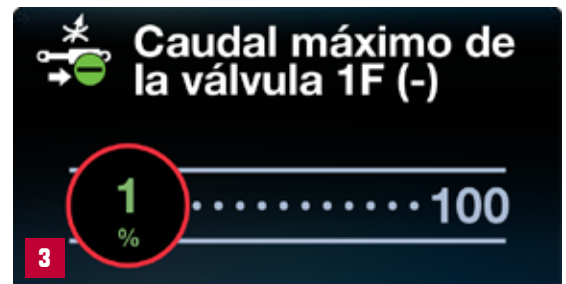 Caudal máximo de
la válvula 1F (-)
1 ........... 100
%
3